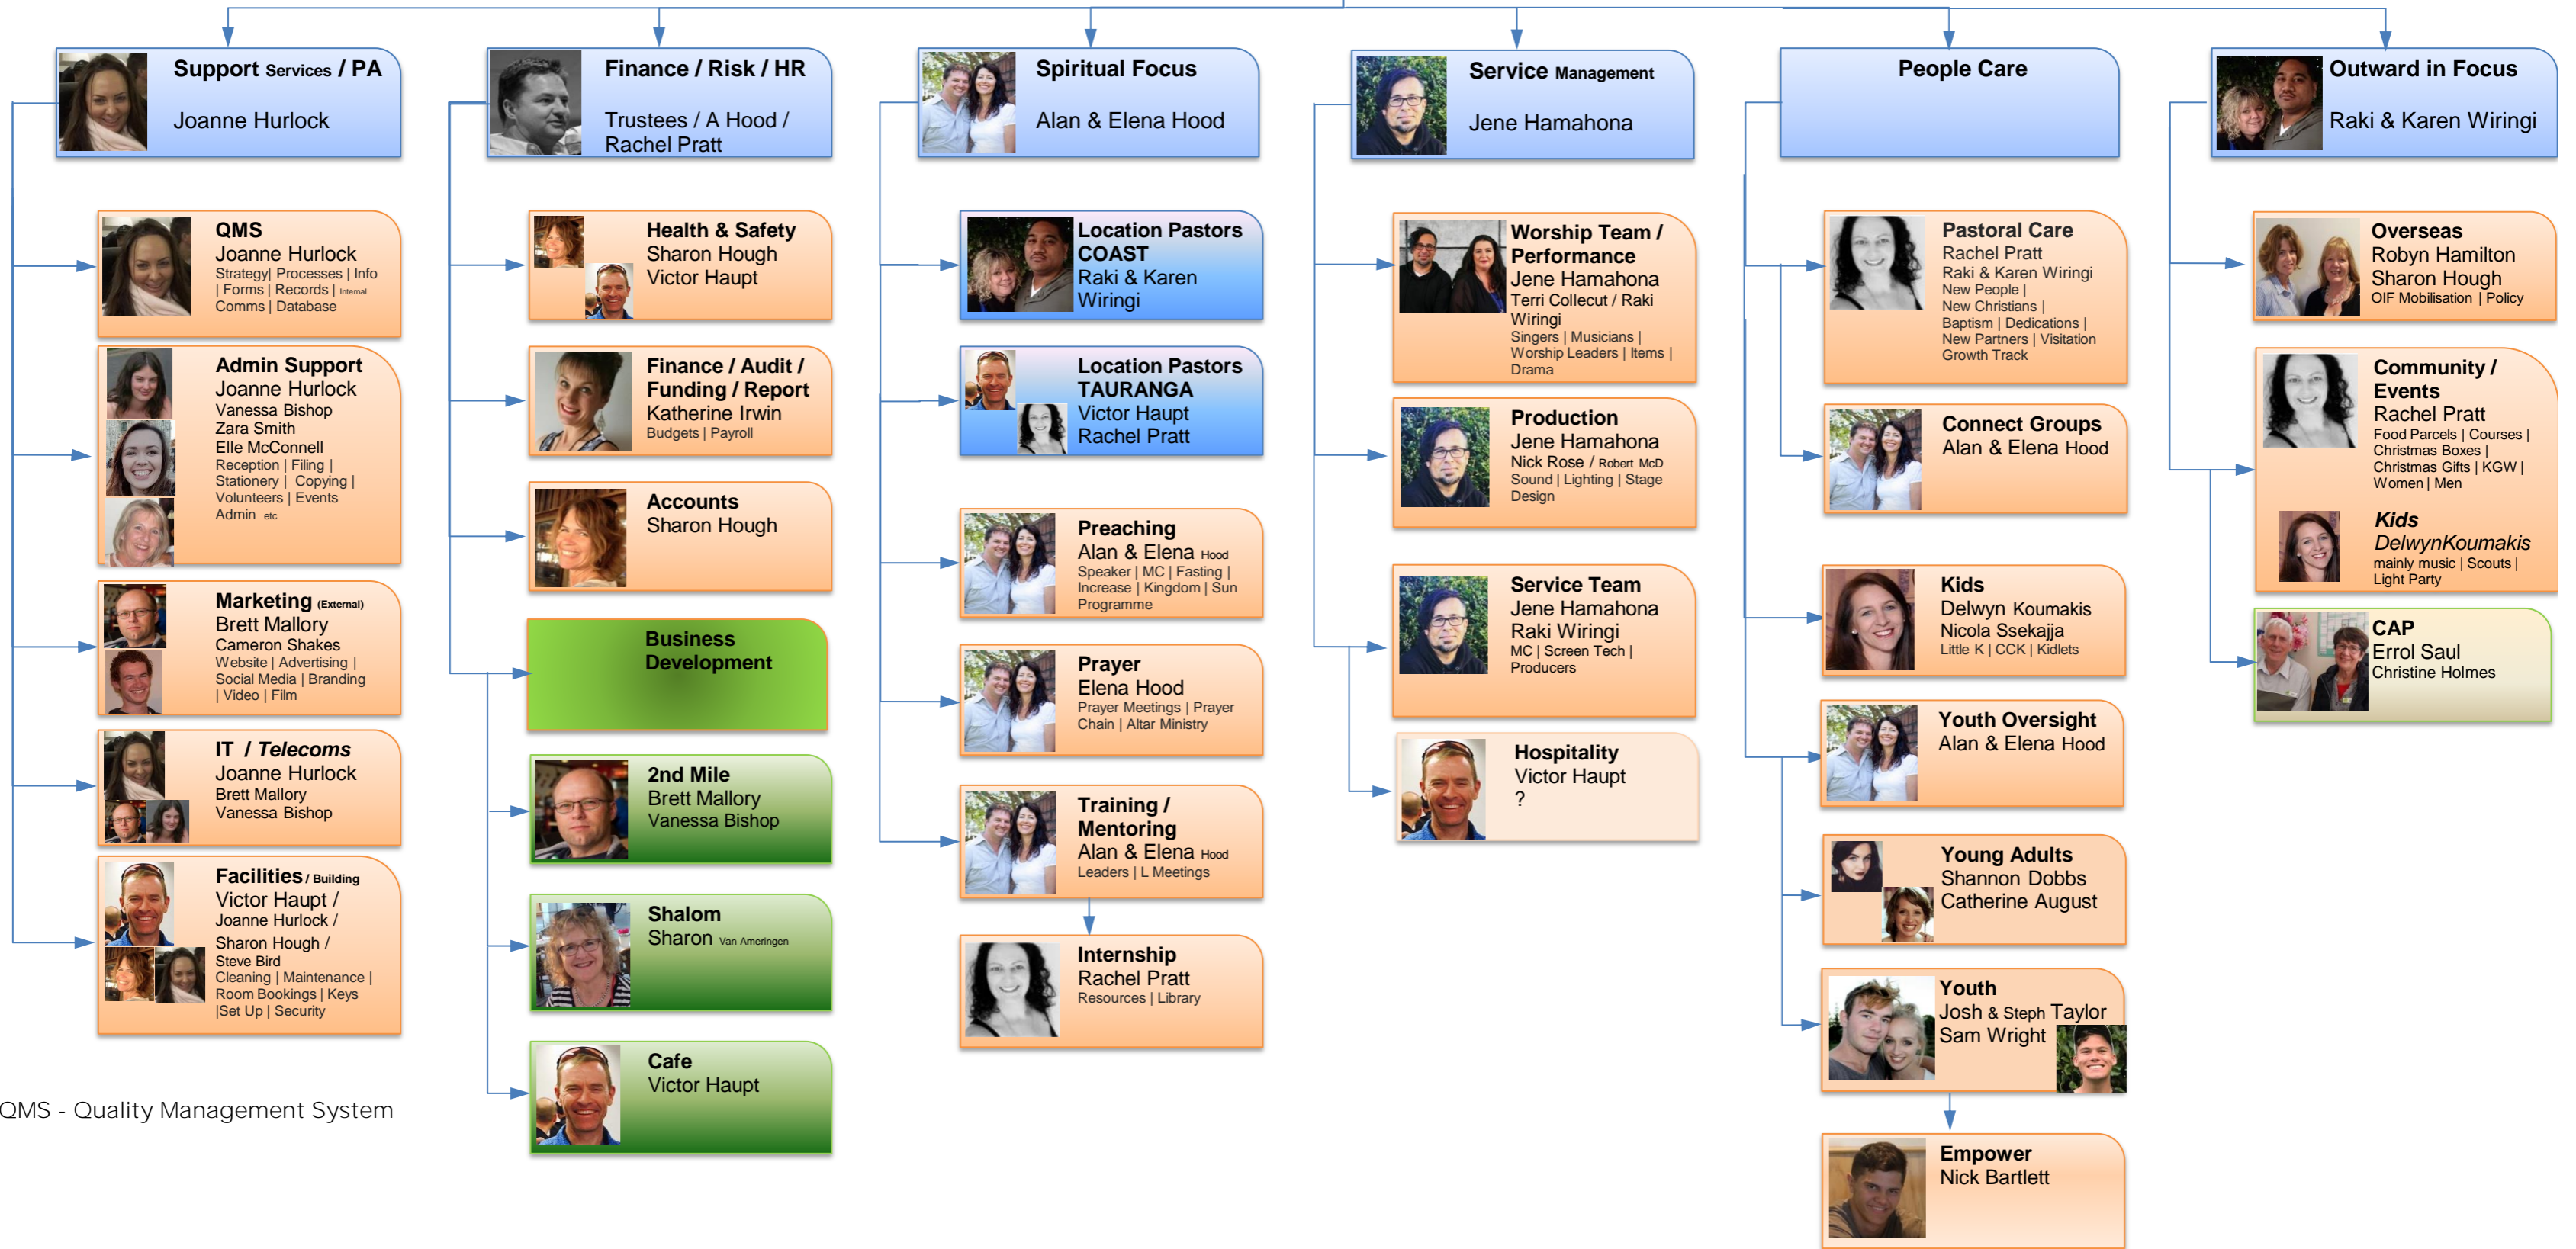 Support Services / PA
Joanne Hurlock
QMS
Joanne Hurlock
Strategy| Processes | Info
| Forms | Records | Internal
Comms | Database
Admin Support
Joanne Hurlock
Vanessa Bishop
Zara Smith
Elle McConnell
Reception | Filing |
Stationery | Copying |
Volunteers | Events
Admin etc
Marketing (External)
Brett Mallory
Cameron Shakes
Website | Advertising |
Social Media | Branding
| Video | Film
IT / Telecoms
Joanne Hurlock
Brett Mallory
Vanessa Bishop
Facilities / Building
Victor Haupt /
Joanne Hurlock /
Sharon Hough /
Steve Bird
Cleaning | Maintenance |
Room Bookings | Keys
|Set Up | Security
QMS - Quality Management System
Finance / Risk / HR
Trustees / A Hood /
Rachel Pratt
Health & Safety
Sharon Hough
Victor Haupt
Finance / Audit /
Funding / Report
Katherine Irwin
Budgets | Payroll
Accounts
Sharon Hough
Business
Development
2nd Mile
Brett Mallory
Vanessa Bishop
Shalom
Sharon Van Ameringen
Cafe
Victor Haupt
Spiritual Focus
Alan & Elena Hood
Location Pastors
COAST
Raki & Karen
Wiringi
Location Pastors
TAURANGA
Victor Haupt
Rachel Pratt
Preaching
Alan & Elena Hood
Speaker | MC | Fasting |
Increase | Kingdom | Sun
Programme
Prayer
Elena Hood
Prayer Meetings | Prayer
Chain | Altar Ministry
Training /
Mentoring
Alan & Elena Hood
Leaders | L Meetings
Internship
Rachel Pratt
Resources | Library
Service Management
Jene Hamahona
Worship Team /
Performance
Jene Hamahona
Terri Collecut / Raki
Wiringi
Singers | Musicians |
Worship Leaders | Items |
Drama
Production
Jene Hamahona
Nick Rose / Robert McD
Sound | Lighting | Stage
Design
Service Team
Jene Hamahona
Raki Wiringi
MC | Screen Tech |
Producers
Hospitality
Victor Haupt
?
People Care
Pastoral Care
Rachel Pratt
Raki & Karen Wiringi
New People |
New Christians |
Baptism | Dedications |
New Partners | Visitation
Growth Track
Connect Groups
Alan & Elena Hood
Kids
Delwyn Koumakis
Nicola Ssekajja
Little K | CCK | Kidlets
Youth Oversight
Alan & Elena Hood
Young Adults
Shannon Dobbs
Catherine August
Youth
Josh & Steph Taylor
Sam Wright
Empower
Nick Bartlett
Outward in Focus
Raki & Karen Wiringi
Overseas
Robyn Hamilton
Sharon Hough
OIF Mobilisation | Policy
Community /
Events
Rachel Pratt
Food Parcels | Courses |
Christmas Boxes |
Christmas Gifts | KGW |
Women | Men
Kids
DelwynKoumakis
mainly music | Scouts |
Light Party
CAP
Errol Saul
Christine Holmes